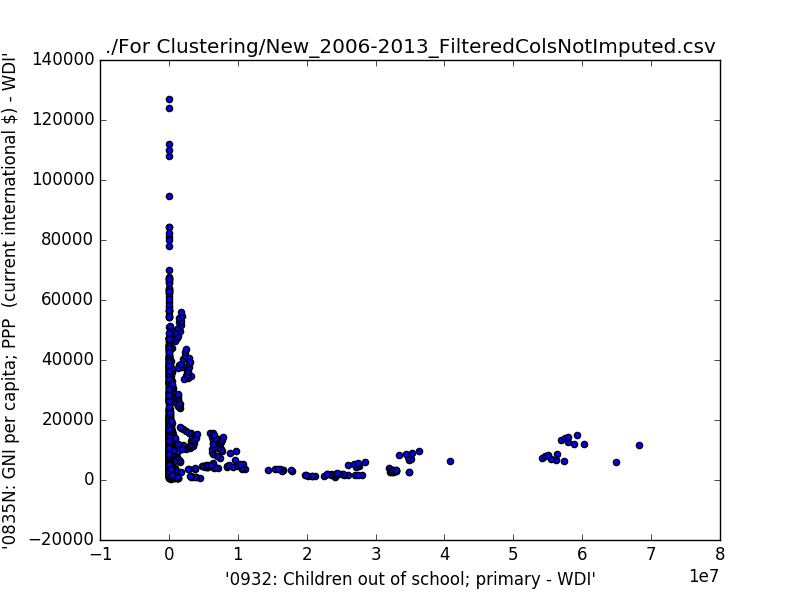 ./For Clustering/New_2006-2013_FilteredColsNotImputed.csv
'0835N: GNI per capita; PPP  (current international $) - WDI'
140000
120000
100000
80000
60000
40000
20000
0
−20000
−1 0 1 2 3 4 5 6 7 8
1e7
'0932: Children out of school; primary - WDI'